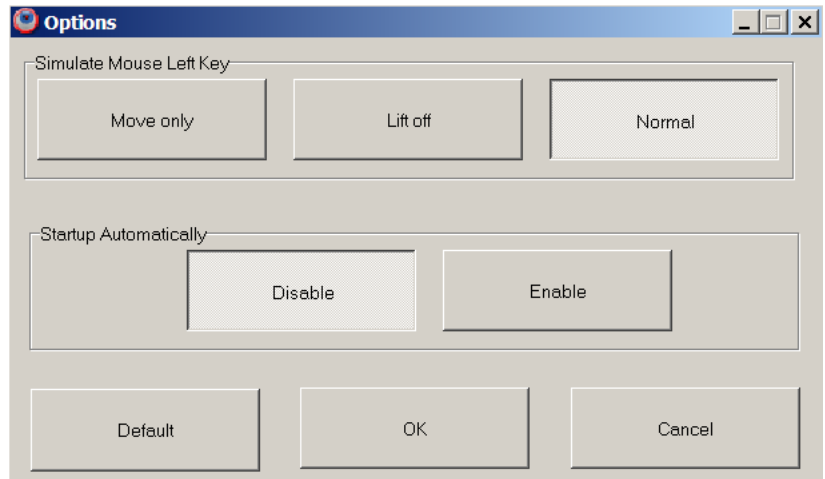 Options
Simulate Mouse Left Key
Move only
Lift off
Normal
Startup Automatically
Disable
Enable
Default
OK
Cancel